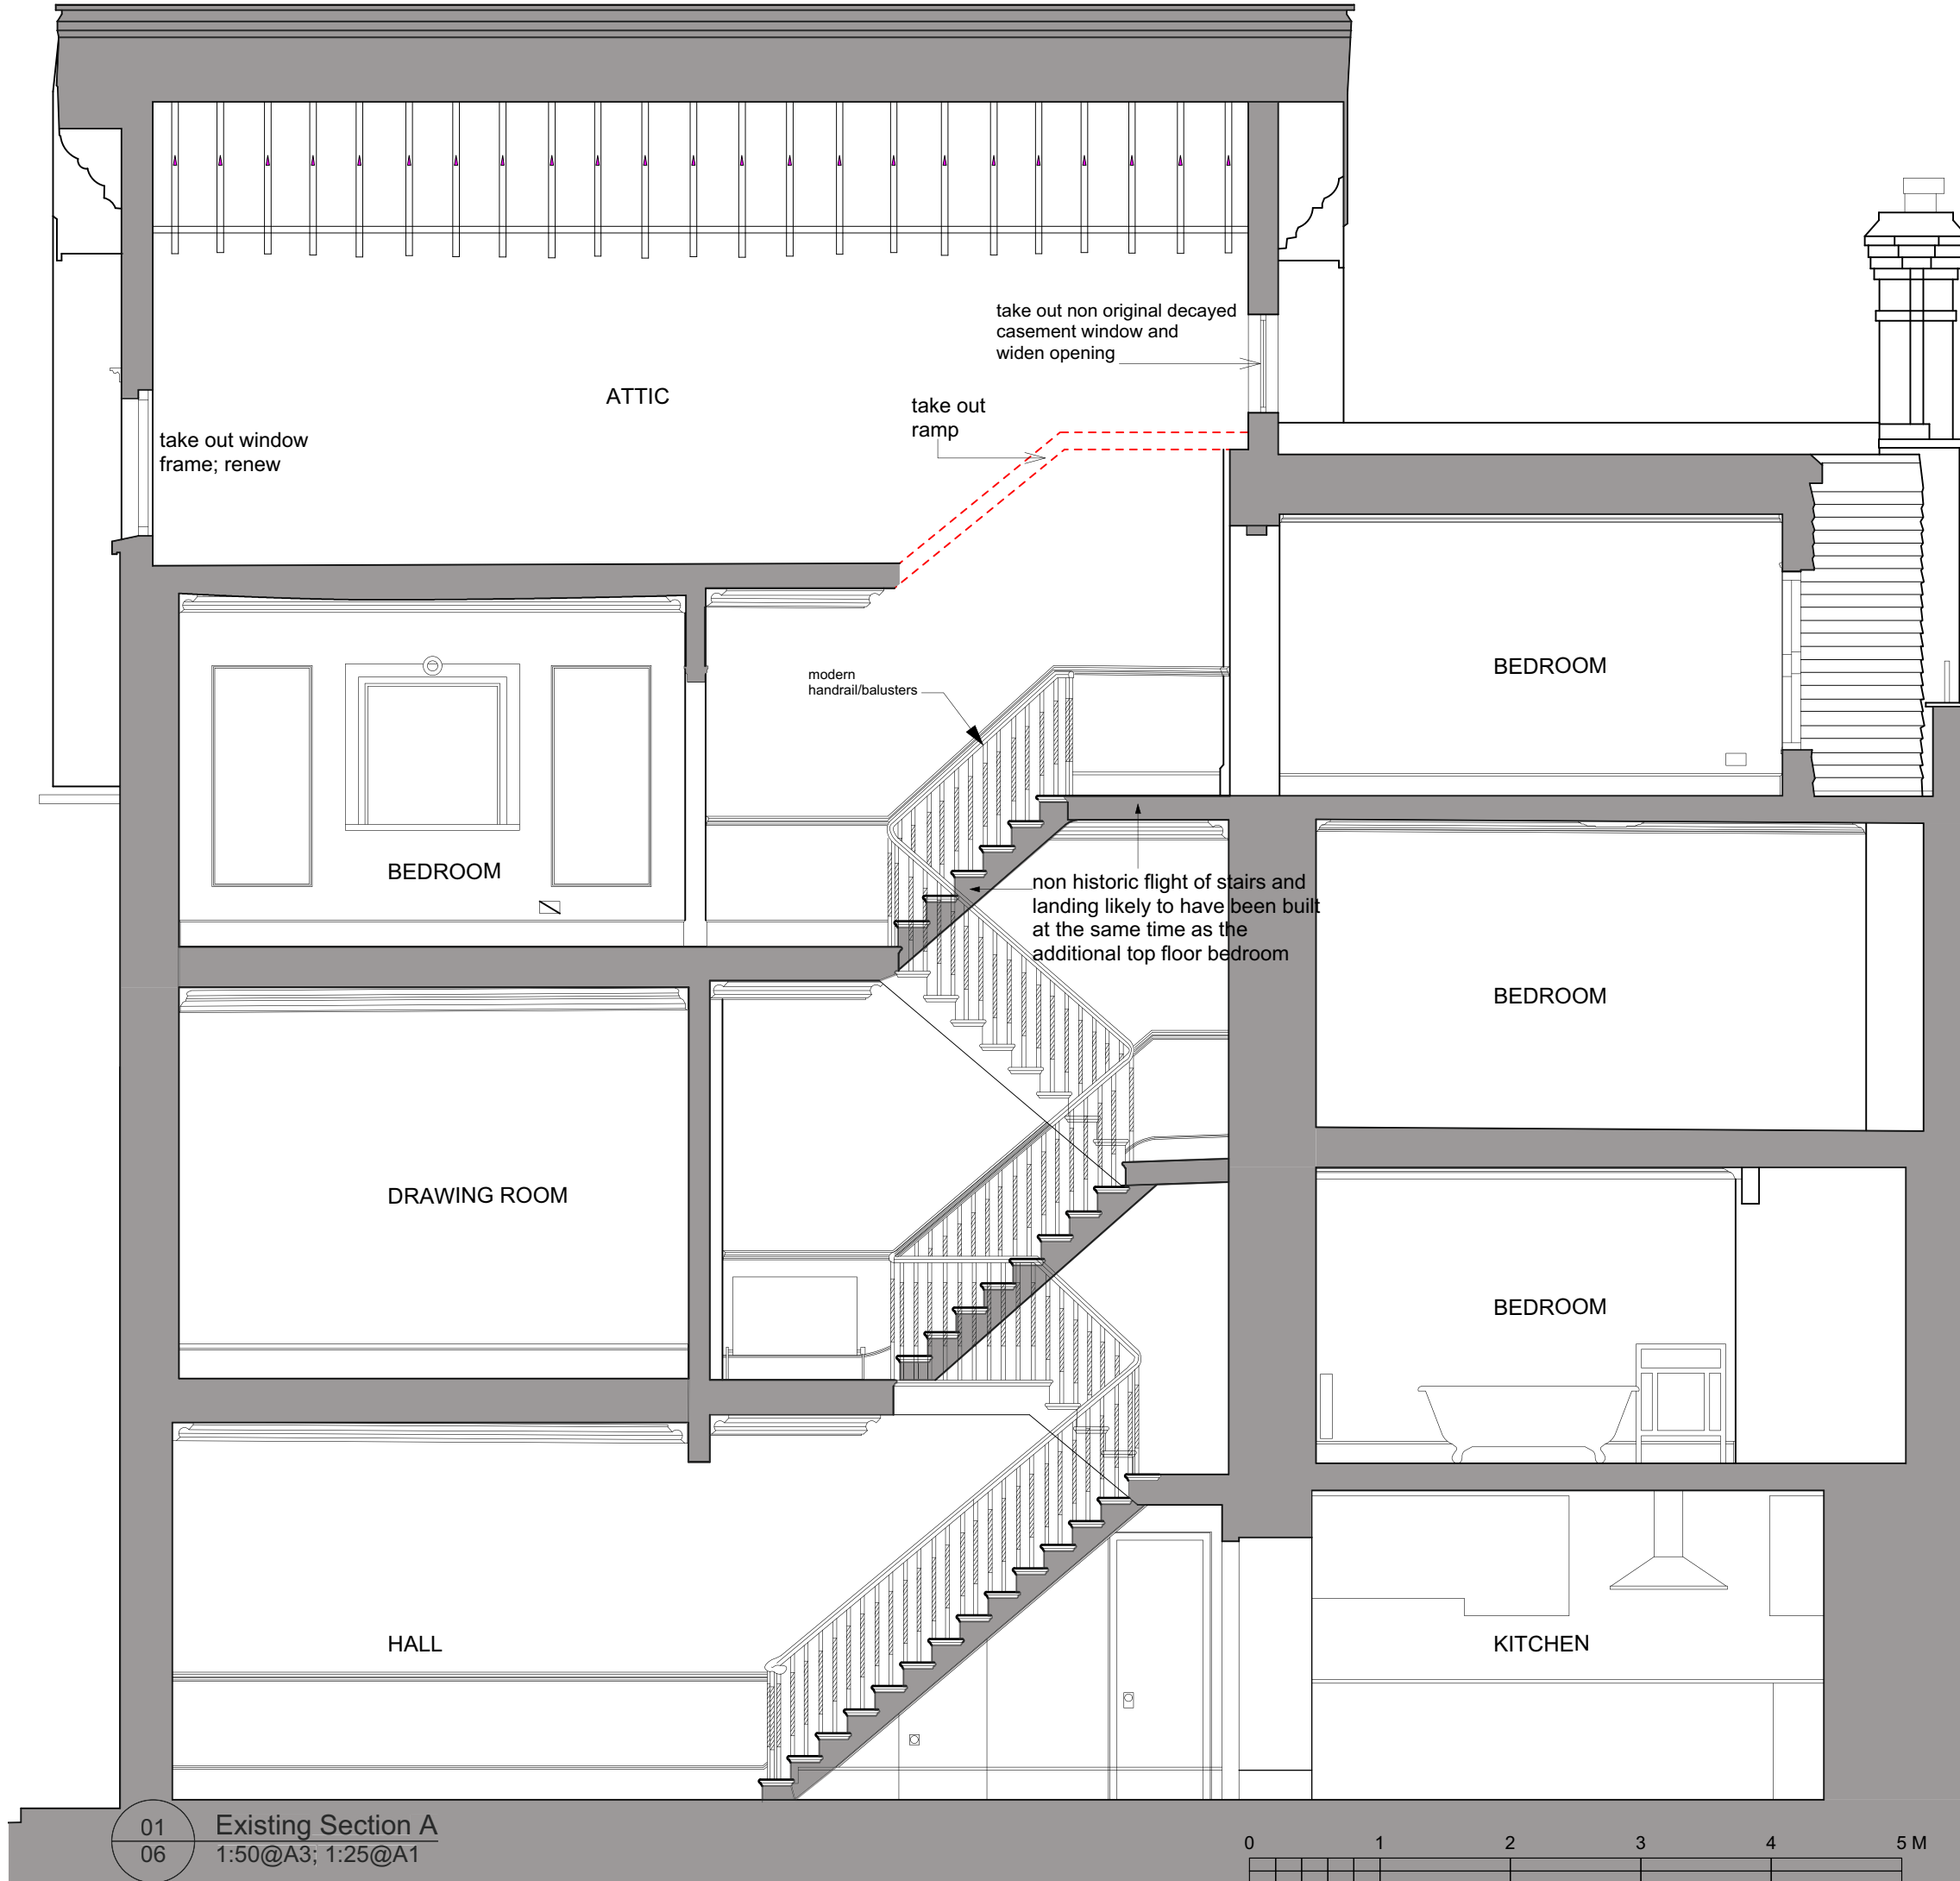 take out non original decayed
casement window and
widen opening
ATTIC
take out
ramp
take out window
frame; renew
BEDROOM
modern
handrail/balusters
BEDROOM
non historic flight of stairs and
landing likely to have been built
at the same time as the
additional top floor bedroom
BEDROOM
DRAWING ROOM
BEDROOM
HALL
KITCHEN
01
06
Existing Section A
1:50@A3; 1:25@A1
0 1 2 3 4 5 M